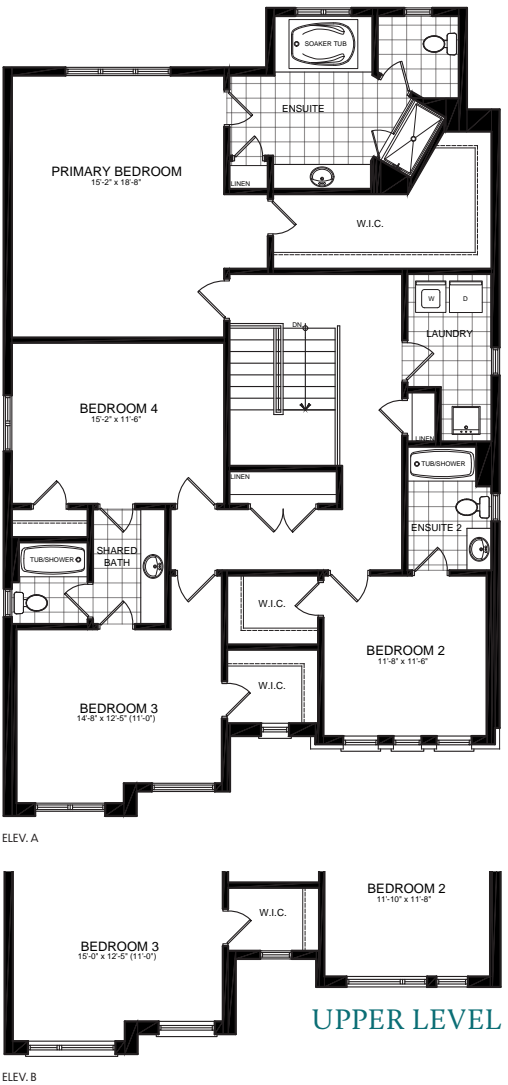 SOAKER TUB
ENSUITE
PRIMARY BEDROOM
15'-2" x 18'-8"
LINEN
W.I.C.
W
D
DN
LAUNDRY
BEDROOM 4
15'-2" x 11'-6"
LINEN
TUB/SHOWER
LINEN
ENSUITE 2
SHARED
BATH
TUB/SHOWER
W.I.C.
BEDROOM 2
11'-8" x 11'-6"
W.I.C.
BEDROOM 3
14'-8" x 12'-5" (11'-0")
ELEV. A
BEDROOM 2
11'-10" x 11'-8"
W.I.C.
BEDROOM 3
15'-0" x 12'-5" (11'-0")
UPPER LEVEL
ELEV. B